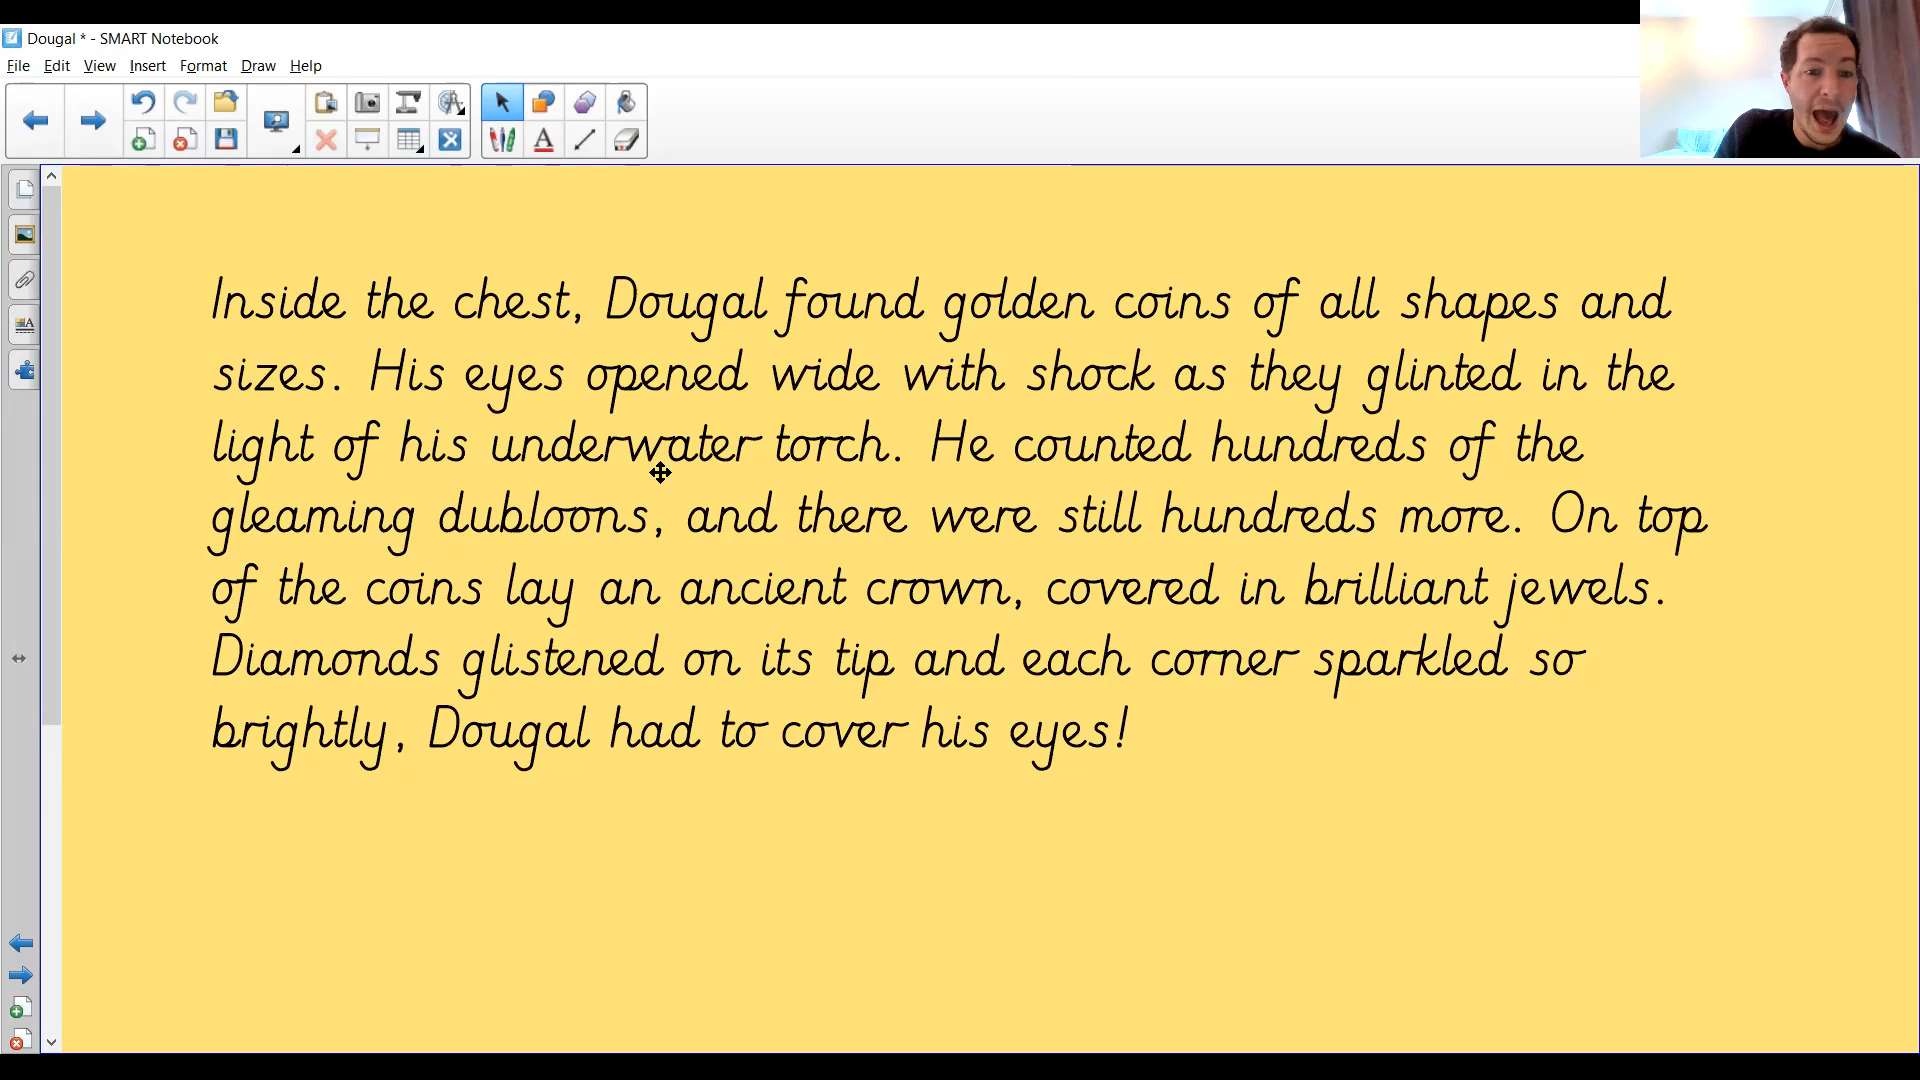 Dougal * - SMART Notebook
File Edit View Insert Format Draw Help
Inside the chest, Dougal found golden coins of all shapes and
sizes. His eyes opened wide with shock as they glinted in the
light of his underwater torch. He counted hundreds of the
gleaming dubloons, and there were still hundreds more. On top
of the coins lay an ancient crown, covered in brilliant jewels.
Diamonds glistened on its tip and each corner sparkled so
brightly, Dougal had to cover his eyes!